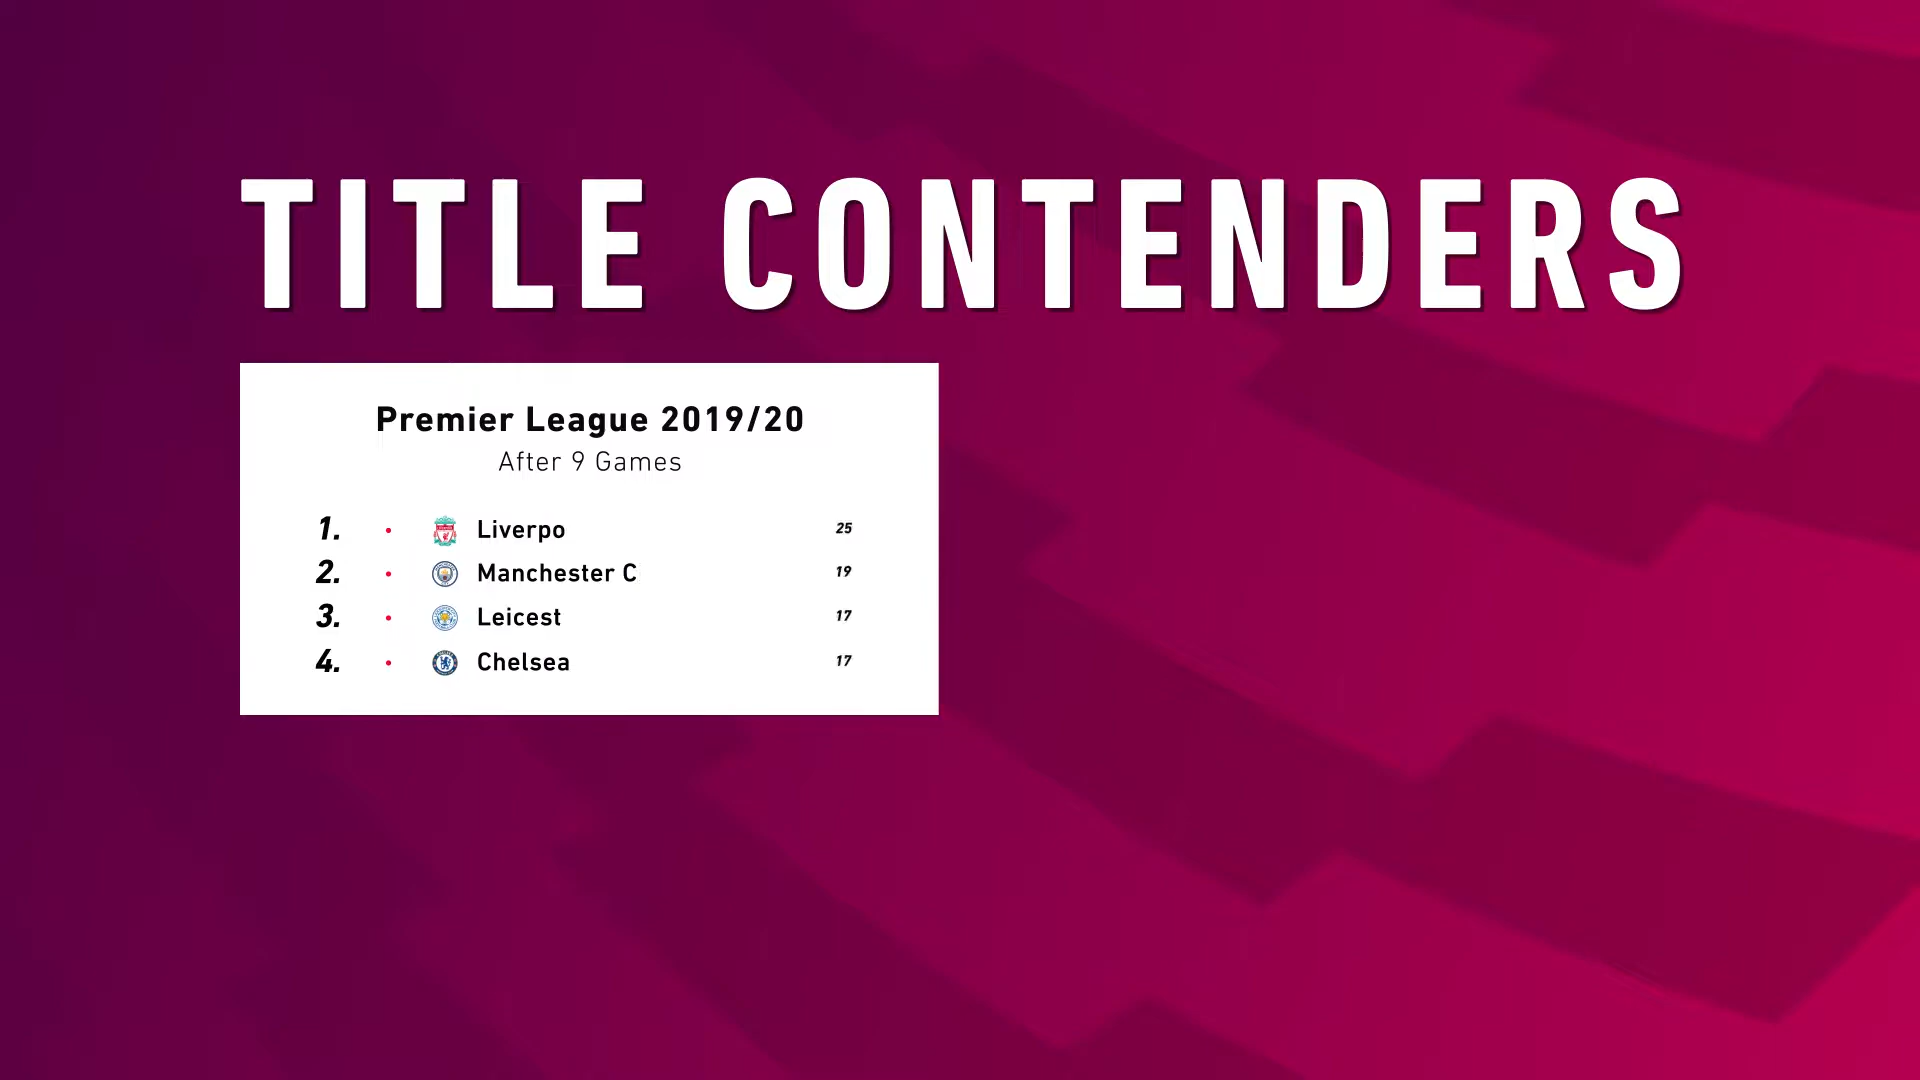 TITLE CONTENDERS
Premier League 2019/20
After 9 Games
1. Liverpo 25
2. Manchester C 19
3. Leicest 17
4. Chelsea 17